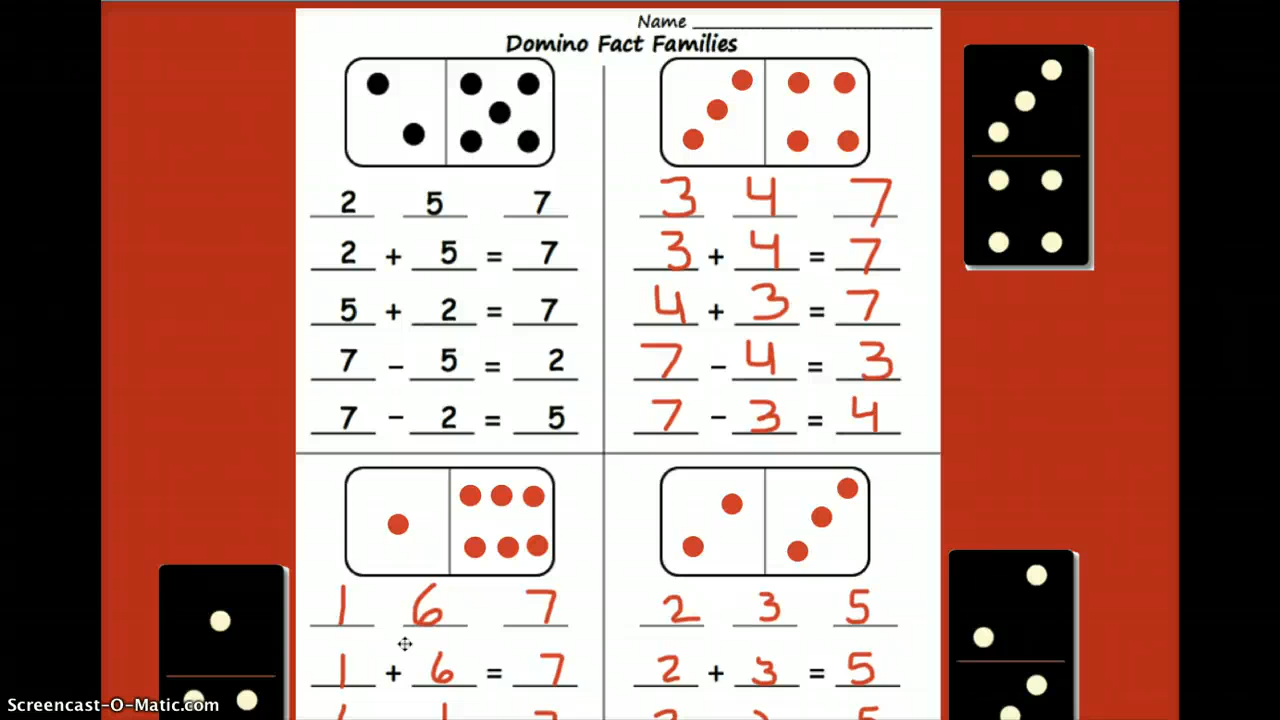 Name
Domino Fact Families
2 5 7
2 + 5 = 7
5 + 2 = 7
7 - 5 = 2
7 - 2 = 5
3 4 7
3 + 4 = 7
4 + 3 = 7
7 - 4 = 3
7 - 3 = 4
1 6 7
1 + 6 = 7
2 3 5
2 + 3 = 5
Screencast-O-Matic.com